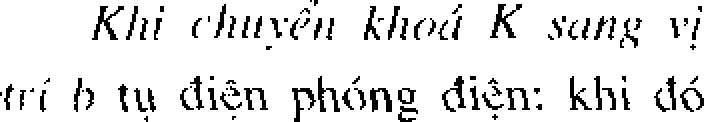 Khi chuyển khoá K sang vị
trí b tụ điện phóng điện: khi đó